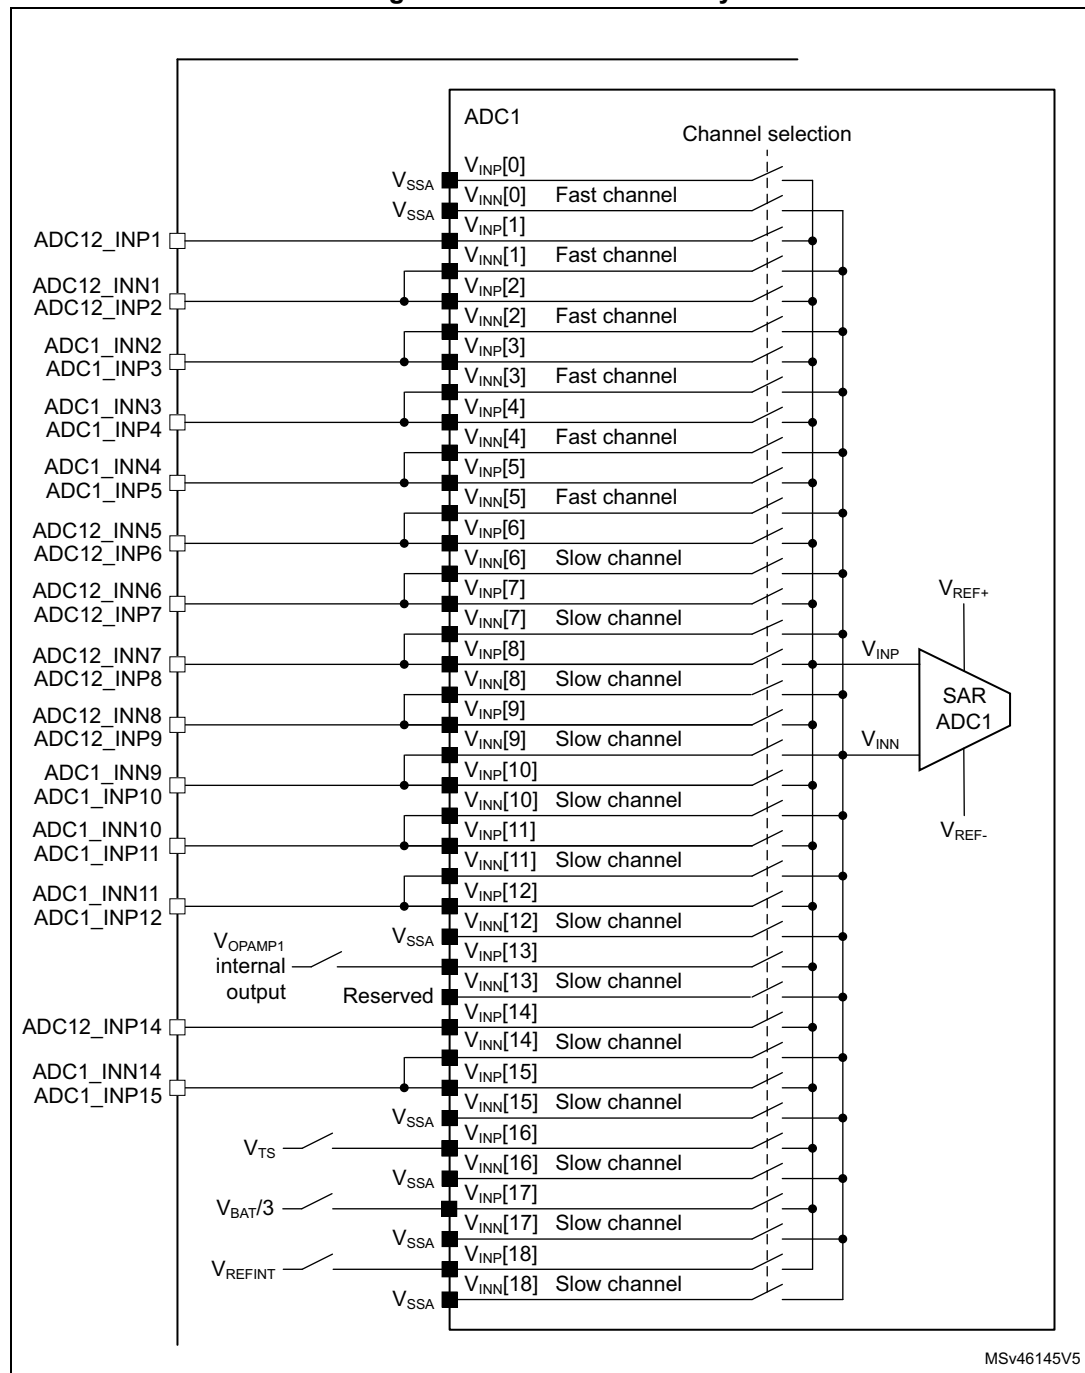 ADC1
Channel selection
VINP[0]
VSSA
VINN[0] Fast channel
VSSA
VINP[1]
ADC12_INP1
VINN[1] Fast channel
ADC12_INN1
VINP[2]
ADC12_INP2
VINN[2] Fast channel
ADC1_INN2
VINP[3]
ADC1_INP3
VINN[3] Fast channel
ADC1_INN3
VINP[4]
ADC1_INP4
VINN[4] Fast channel
ADC1_INN4
VINP[5]
ADC1_INP5
VINN[5] Fast channel
ADC12_INN5
VINP[6]
ADC12_INP6
VINN[6] Slow channel
ADC12_INN6
VINP[7]
ADC12_INP7
VINN[7] Slow channel
ADC12_INN7
VINP[8]
ADC12_INP8
VINN[8] Slow channel
ADC12_INN8
VINP[9]
ADC12_INP9
VINN[9] Slow channel
ADC1_INN9
VINP[10]
ADC1_INP10
VINN[10] Slow channel
ADC1_INN10
VINP[11]
ADC1_INP11
VINN[11] Slow channel
ADC1_INN11
VINP[12]
ADC1_INP12
VINN[12] Slow channel
VSSA
VOPAMP1
internal
output
VINP[13]
VINN[13] Slow channel
Reserved
VINP[14]
ADC12_INP14
VINN[14] Slow channel
ADC1_INN14
VINP[15]
ADC1_INP15
VINN[15] Slow channel
VSSA
VINP[16]
VTS
VINN[16] Slow channel
VSSA
VINP[17]
VBAT/3
VINN[17] Slow channel
VSSA
VINP[18]
VREFINT
VINN[18] Slow channel
VSSA
VREF+
VINP
SAR
ADC1
VINN
VREF-
MSv46145V5